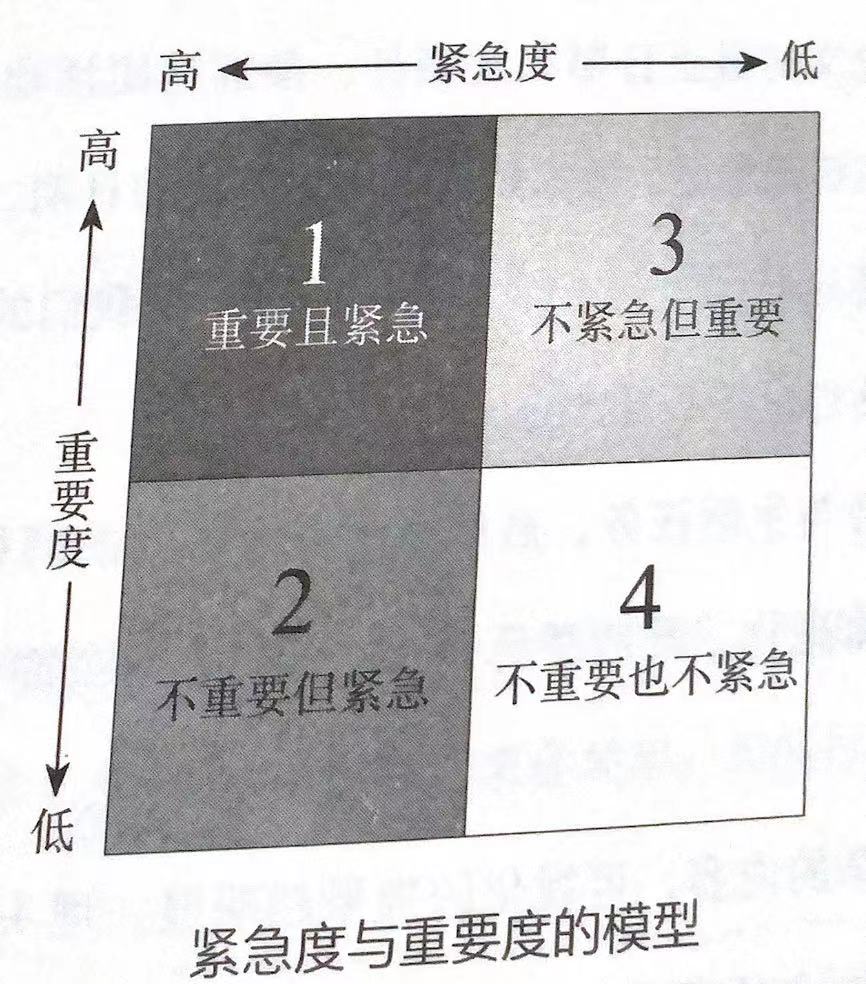 高 紧急度 低
高
重要度
低
1
重要且紧急
3
不紧急但重要
2
不重要但紧急
4
不重要也不紧急
紧急度与重要度的模型